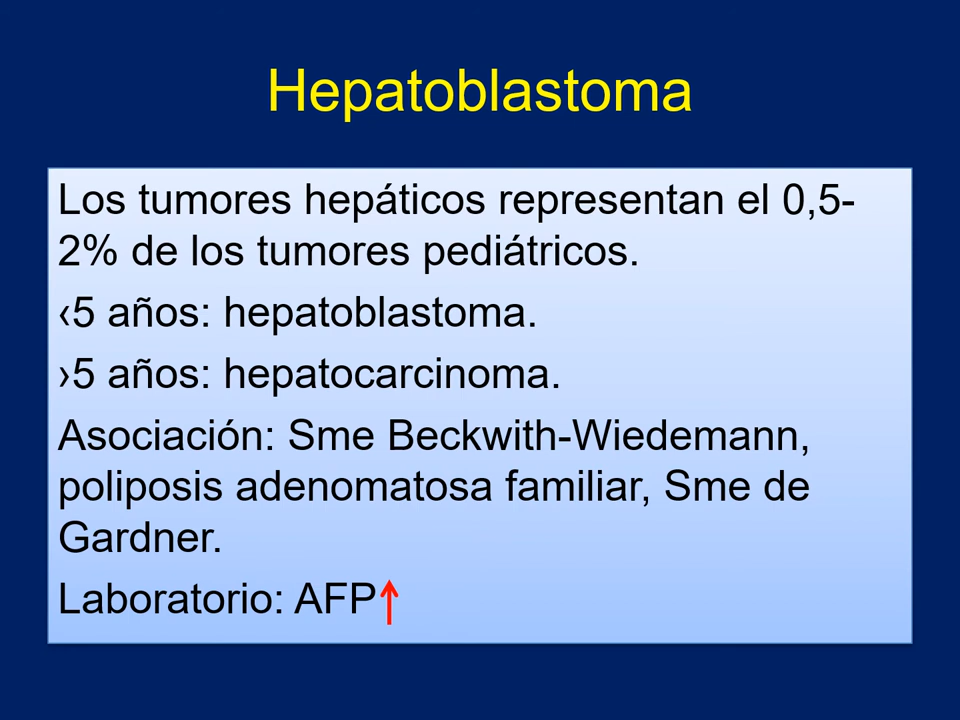 Hepatoblastoma
Los tumores hepáticos representan el 0,5-
2% de los tumores pediátricos.
‹5 años: hepatoblastoma.
›5 años: hepatocarcinoma.
Asociación: Sme Beckwith-Wiedemann,
poliposis adenomatosa familiar, Sme de
Gardner.
Laboratorio: AFP↑